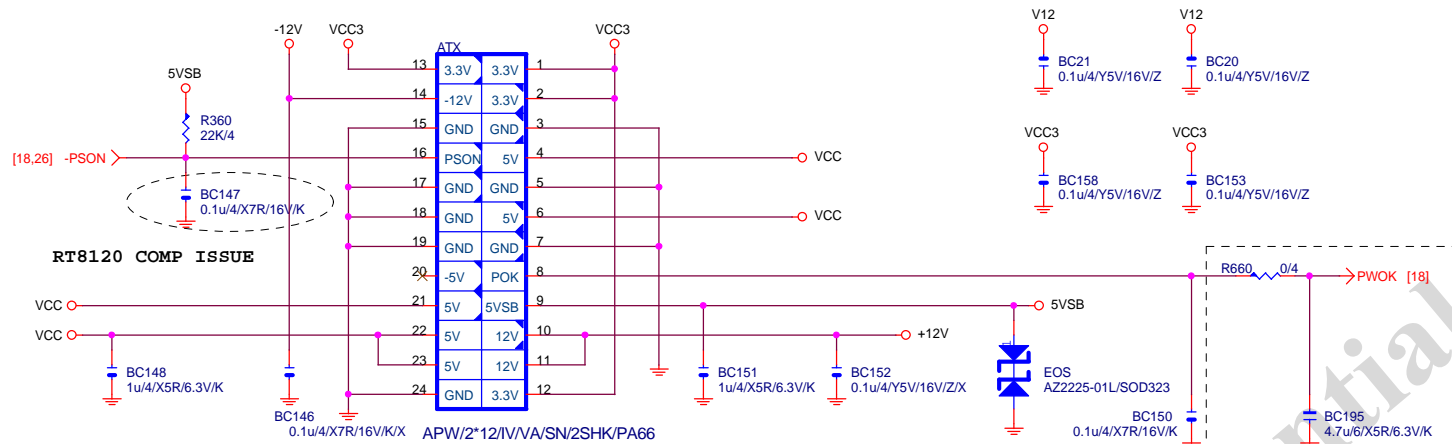 -12V VCC3 VCC3 V12 V12
ATX
5VSB
13 3.3V 3.3V 1
BC21 BC20
0.1u/4/Y5V/16V/Z 0.1u/4/Y5V/16V/Z
14 -12V 3.3V 2
R360
22K/4
15 GND GND 3
VCC3 VCC3
[18,26] -PSON 16 PSON 5V 4 VCC
17 GND GND 5
BC158 BC153
0.1u/4/Y5V/16V/Z 0.1u/4/Y5V/16V/Z
BC147
0.1u/4/X7R/16V/K
18 GND 5V 6 VCC
19 GND GND 7
RT8120 COMP ISSUE
20 -5V POK 8 R660 0/4 PWOK [18]
VCC 21 5V 5VSB 9 5VSB
VCC 22 5V 12V 10 +12V
1
23 5V 12V 11
BC148
1u/4/X5R/6.3V/K
BC151
1u/4/X5R/6.3V/K
BC152
0.1u/4/Y5V/16V/Z/X
EOS
AZ2225-01L/SOD323
24 GND 3.3V 12
BC146
0.1u/4/X7R/16V/K/X
APW/2*12/IV/VA/SN/2SHK/PA66
BC150
0.1u/4/X7R/16V/K
BC195
4.7u/6/X5R/6.3V/K
ntial